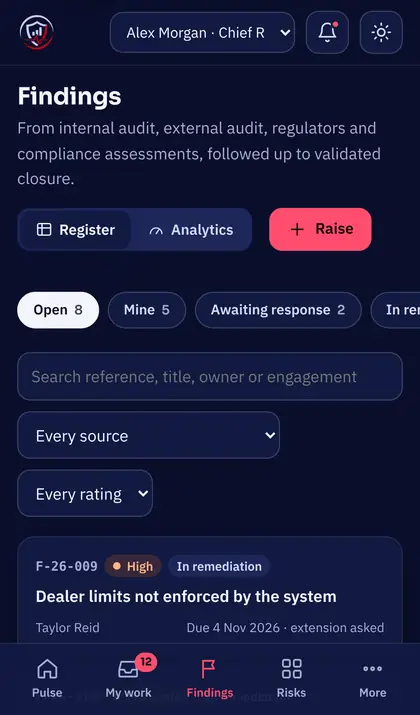 Alex Morgan · Chief R
Findings
From internal audit, external audit, regulators and
compliance assessments, followed up to validated
closure.
Register
Analytics
Raise
Open 8
Mine 5
Awaiting response 2
In re
Search reference, title, owner or engagement
Every source
Every rating
F-26-009
High
In remediation
Dealer limits not enforced by the system
Taylor Reid
Due 4 Nov 2026 · extension asked
12
Pulse
My work
Findings
Risks
More